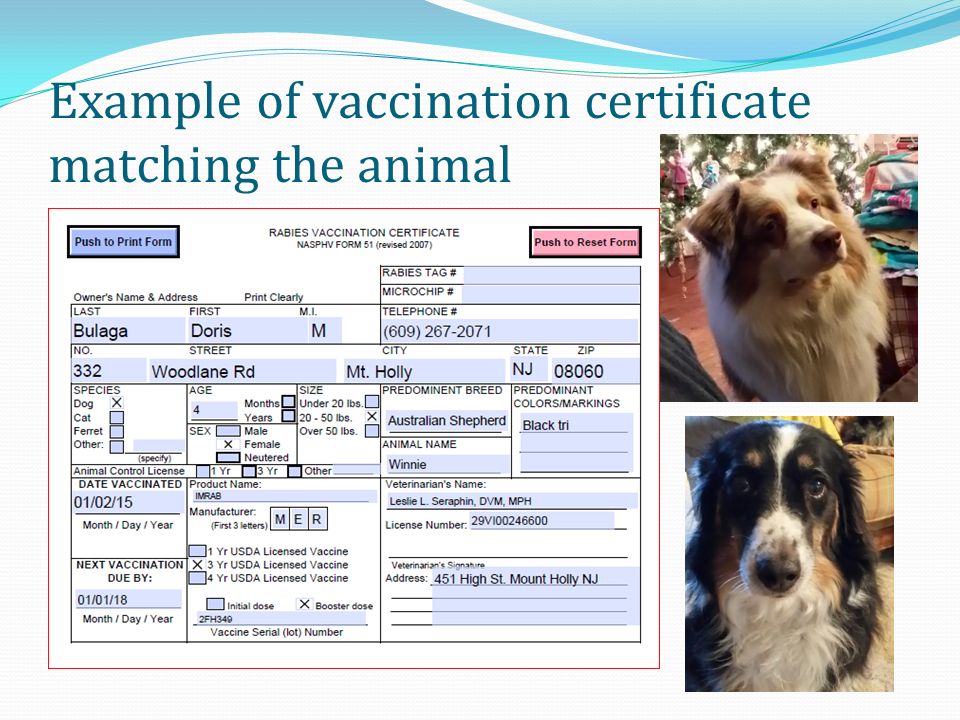 Example of vaccination certificate
matching the animal
Push to Print Form
RABIES VACCINATION CERTIFICATE
NASPHV FORM 51 (revised 2007)
Push to Reset Form
RABIES TAG #
MICROCHIP #
Owner's Name & Address Print Clearly
LAST FIRST M.I. TELEPHONE #
Bulaga Doris M (609) 267-2071
NO. STREET CITY STATE ZIP
332 Woodlane Rd Mt. Holly NJ 08060
SPECIES AGE SIZE PREDOMINENT BREED PREDOMINANT
COLORS/MARKINGS
Dog X 4 Months Under 20 lbs.
Cat Years 20 - 50 lbs. X Australian Shepherd Black tri
Ferret SEX Male Over 50 lbs.
Other: X Female ANIMAL NAME
(specify) Neutered Winnie
Animal Control License 1 Yr 3 Yr Other
DATE VACCINATED Product Name: Veterinarian's Name:
01/02/15 IMRAB Leslie L. Seraphin, DVM, MPH
Month / Day / Year Manufacturer: (First 3 letters) M E R License Number: 29VI00246600
1 Yr USDA Licensed Vaccine
NEXT VACCINATION X 3 Yr USDA Licensed Vaccine Veterinarian's Signature
DUE BY: 4 Yr USDA Licensed Vaccine Address: 451 High St. Mount Holly NJ
01/01/18 Initial dose X Booster dose
Month / Day / Year 2FH349
Vaccine Serial (lot) Number